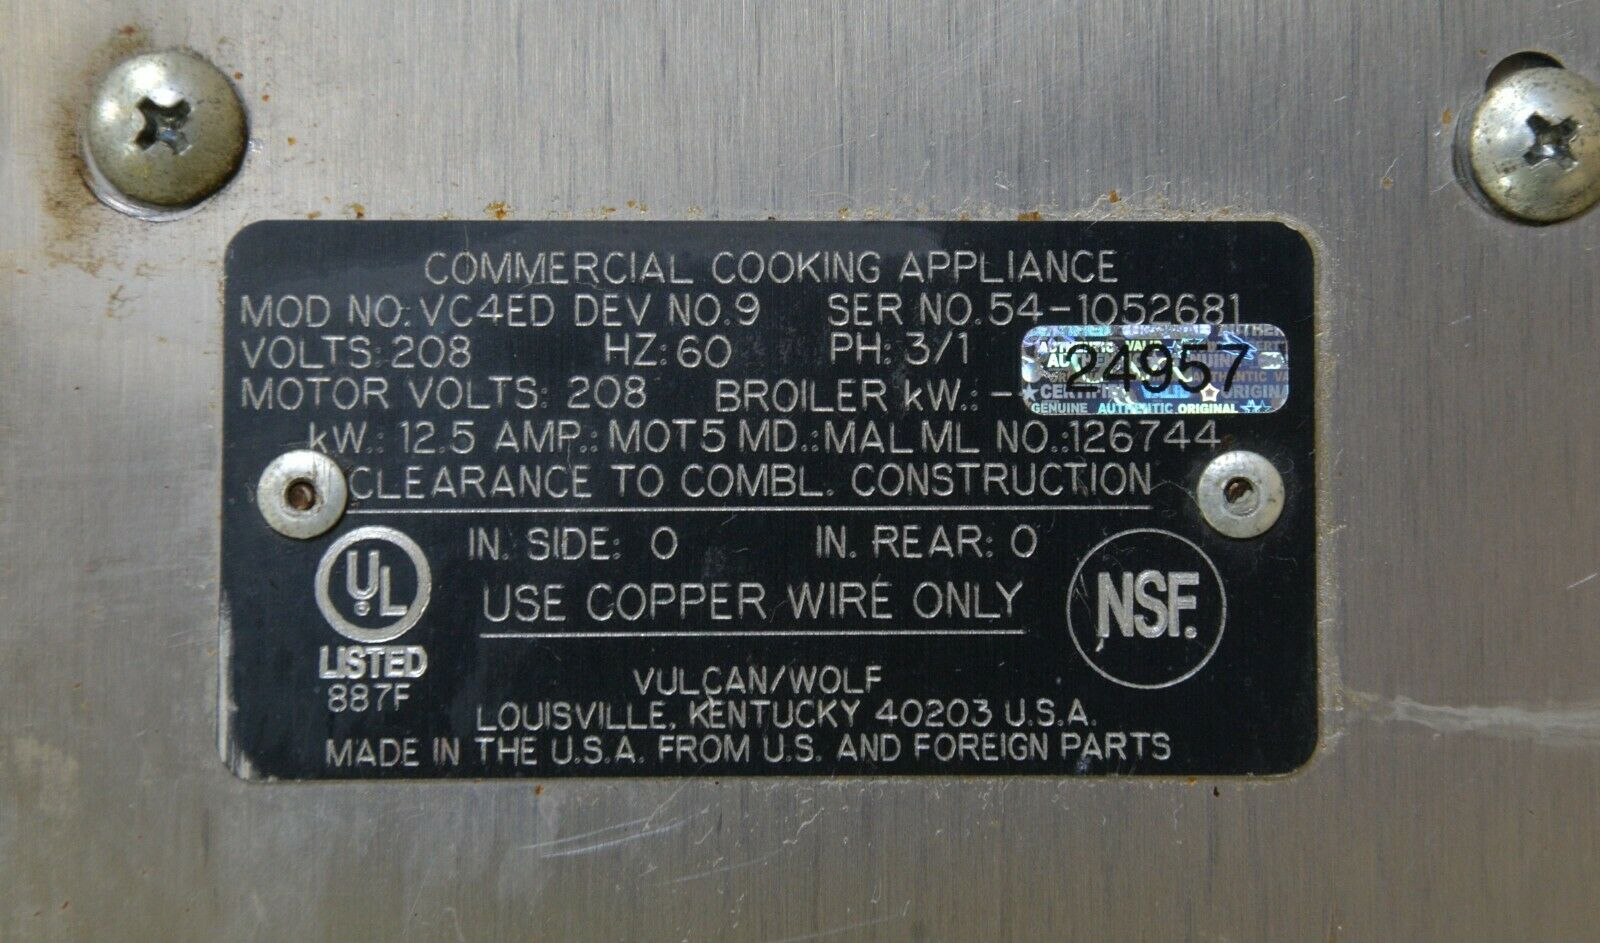 COMMERCIAL COOKING APPLIANCE
MOD NO: VC4ED DEV NO. 9 SER NO. 54-1052681
VOLTS: 208 HZ: 60 PH: 3/1
24957
GENUINE AUTHENTIC ORIGINAL
MOTOR VOLTS: 208 BROILER kW.: -
kW.: 12.5 AMP.: MOT5 MD.: MAL ML NO.: 126744
CLEARANCE TO COMBL. CONSTRUCTION
IN. SIDE: 0 IN. REAR: 0
USE COPPER WIRE ONLY
UL
LISTED
887F
NSF.
VULCAN/WOLF
LOUISVILLE, KENTUCKY 40203 U.S.A.
MADE IN THE U.S.A. FROM U.S. AND FOREIGN PARTS